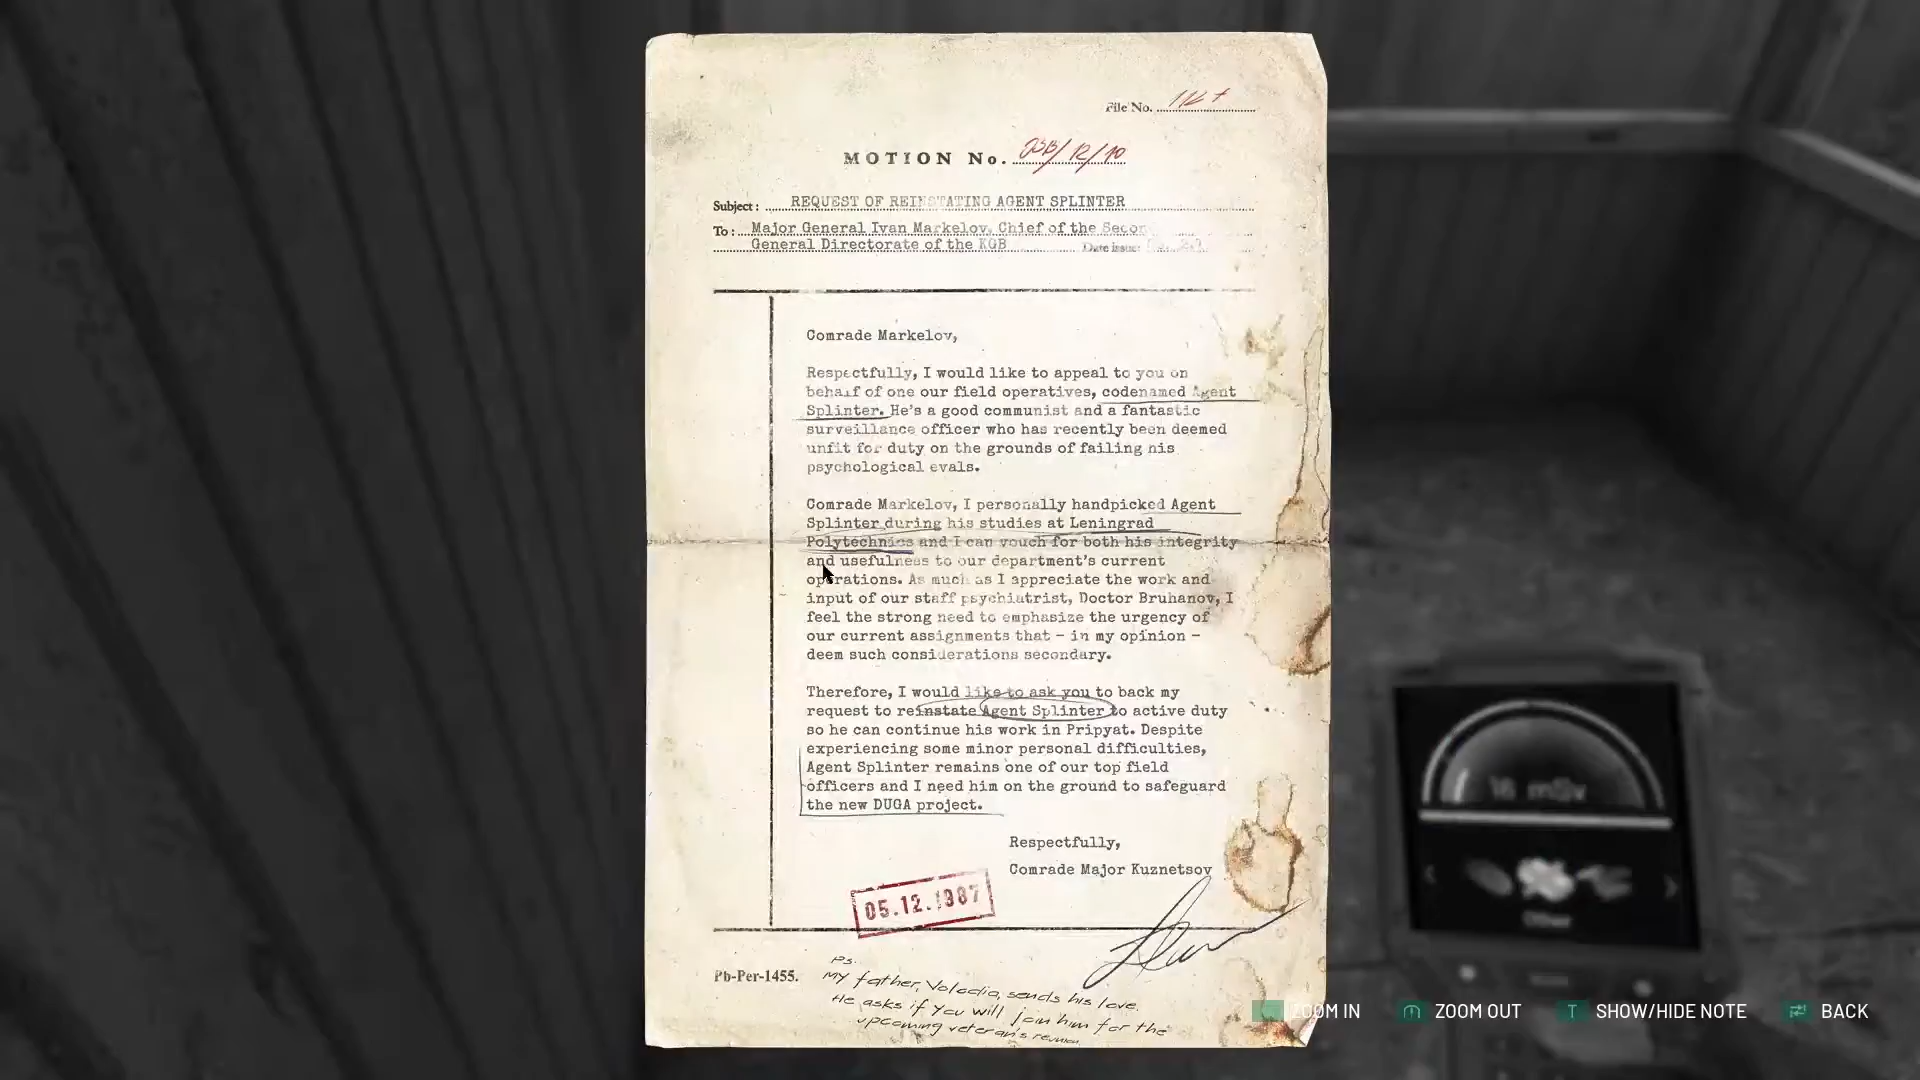 File No.
MOTION No. /12/10
Subject: REQUEST OF REINSTATING AGENT SPLINTER
To: Major General Ivan Markelov, Chief of the Secon
General Directorate of the KGB Date issue:
Comrade Markelov,
Respectfully, I would like to appeal to you on
behalf of one our field operatives, codenamed Agent
Splinter. He's a good communist and a fantastic
surveillance officer who has recently been deemed
unfit for duty on the grounds of failing his
psychological evals.
Comrade Markelov, I personally handpicked Agent
Splinter during his studies at Leningrad
Polytechnics and I can vouch for both his integrity
and usefulness to our department's current
operations. As much as I appreciate the work and
input of our staff psychiatrist, Doctor Bruhanov, I
feel the strong need to emphasize the urgency of
our current assignments that - in my opinion -
deem such considerations secondary.
Therefore, I would like to ask you to back my
request to reinstate Agent Splinter to active duty
so he can continue his work in Pripyat. Despite
experiencing some minor personal difficulties,
Agent Splinter remains one of our top field
officers and I need him on the ground to safeguard
the new DUGA project.
Respectfully,
Comrade Major Kuznetsov
05.12.1987
Pb-Per-1455.
Ps.
My father, Volodia, sends his love.
He asks if You will join him for the
upcoming veteran's reunion
16 mSv
Other
ZOOM IN ZOOM OUT T SHOW/HIDE NOTE BACK